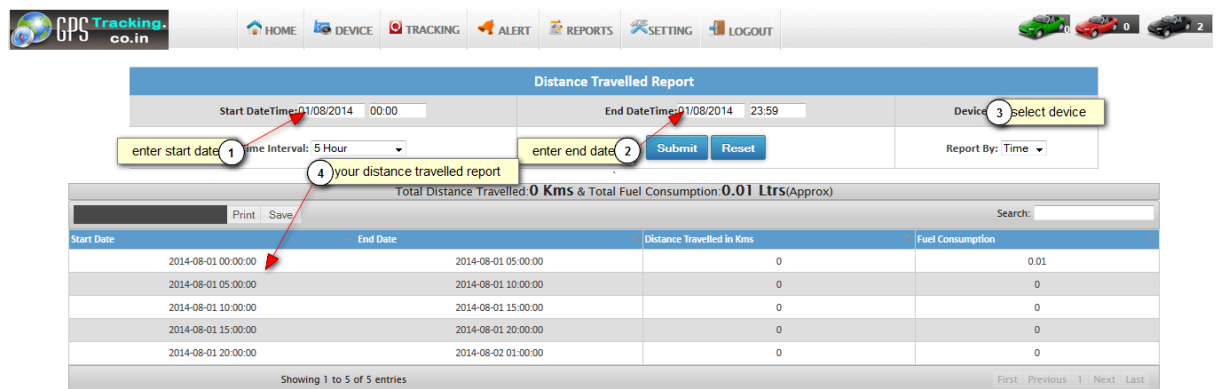 GPS Tracking.
co.in
HOME DEVICE TRACKING ALERT REPORTS SETTING LOGOUT
0 0 2
Distance Travelled Report
Start DateTime:01/08/2014 00:00 End DateTime:01/08/2014 23:59 Device 3 select device
enter start date 1 me Interval: 5 Hour enter end date 2 Submit Reset Report By: Time
4 your distance travelled report
Total Distance Travelled:0 Kms & Total Fuel Consumption:0.01 Ltrs(Approx)
Print Save Search:
Start Date End Date Distance Travelled in Kms Fuel Consumption
2014-08-01 00:00:00 2014-08-01 05:00:00 0 0.01
2014-08-01 05:00:00 2014-08-01 10:00:00 0 0
2014-08-01 10:00:00 2014-08-01 15:00:00 0 0
2014-08-01 15:00:00 2014-08-01 20:00:00 0 0
2014-08-01 20:00:00 2014-08-02 01:00:00 0 0
Showing 1 to 5 of 5 entries First Previous 1 Next Last